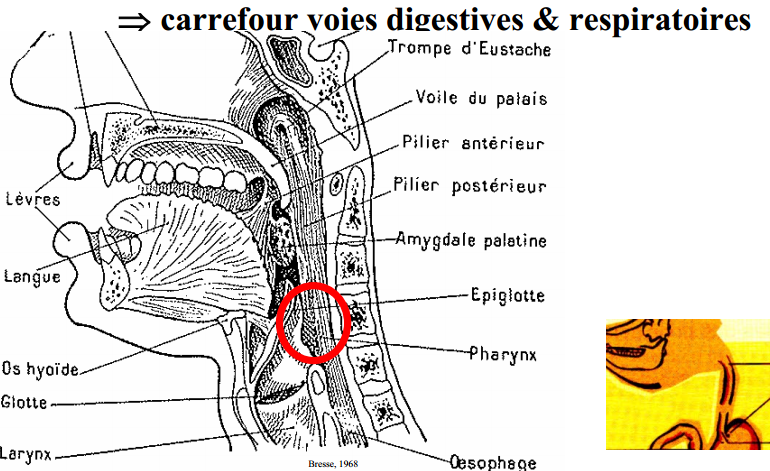 ⇒ carrefour voies digestives & respiratoires
Trompe d'Eustache
Voile du palais
Pilier antérieur
Pilier postérieur
Lèvres
Amygdale palatine
Langue
Epiglotte
Pharynx
Os hyoïde
Glotte
Larynx
Bresse, 1968
Œsophage